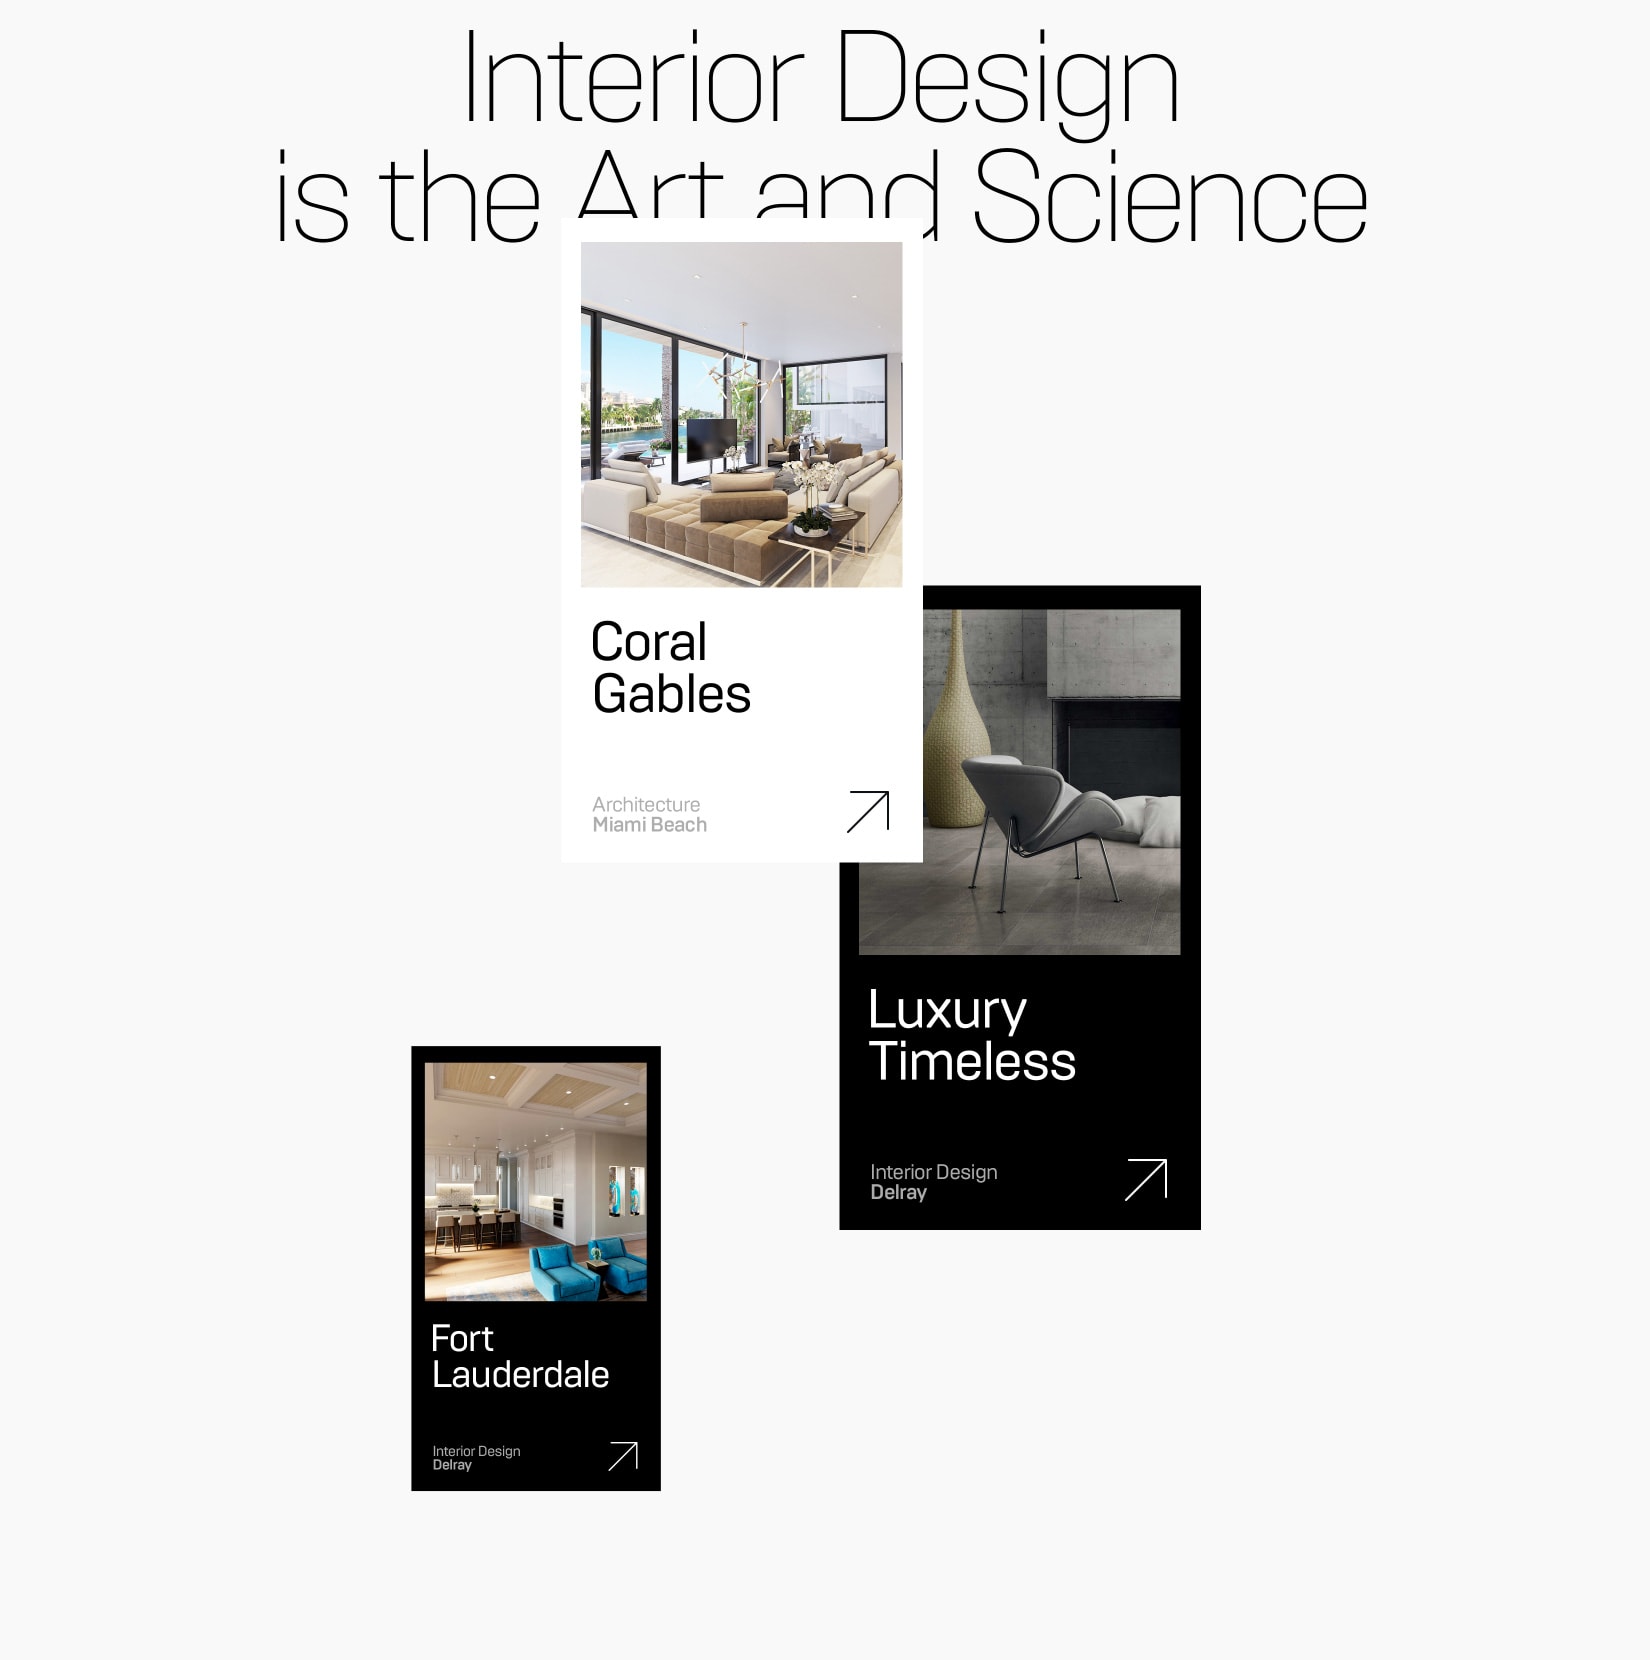 Interior Design
is the Art and Science
Coral
Gables
Architecture
Miami Beach
Luxury
Timeless
Interior Design
Delray
Fort
Lauderdale
Interior Design
Delray